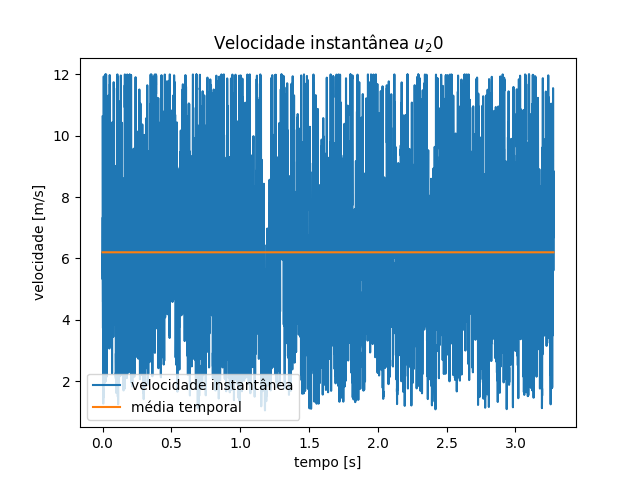 Velocidade instantânea u₂0
velocidade [m/s]
12
10
8
6
4
2
velocidade instantânea
média temporal
0.0 0.5 1.0 1.5 2.0 2.5 3.0
tempo [s]